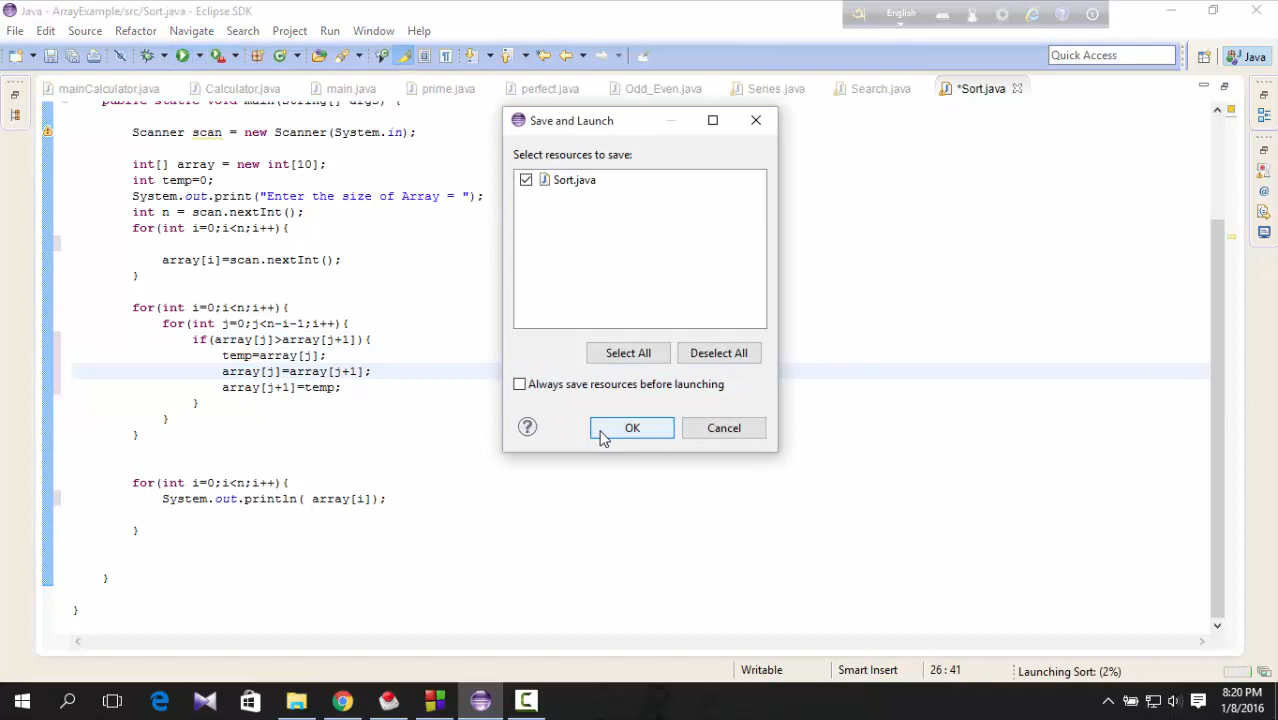 Java - ArrayExample/src/Sort.java - Eclipse SDK
English
File Edit Source Refactor Navigate Search Project Run Window Help
Quick Access
Java
mainCalculator.java Calculator.java main.java prime.java perfect.java Odd_Even.java Series.java Search.java *Sort.java
public static void main(String[] args) {
Scanner scan = new Scanner(System.in);
int[] array = new int[10];
int temp=0;
System.out.print("Enter the size of Array = ");
int n = scan.nextInt();
for(int i=0;i<n;i++){
array[i]=scan.nextInt();
}
for(int i=0;i<n;i++){
for(int j=0;j<n-i-1;i++){
if(array[j]>array[j+1]){
temp=array[j];
array[j]=array[j+1];
array[j+1]=temp;
}
}
}
for(int i=0;i<n;i++){
System.out.println( array[i]);
}
}
}
Save and Launch
Select resources to save:
Sort.java
Select All Deselect All
Always save resources before launching
OK Cancel
Writable Smart Insert 26 : 41 Launching Sort: (2%)
8:20 PM
1/8/2016